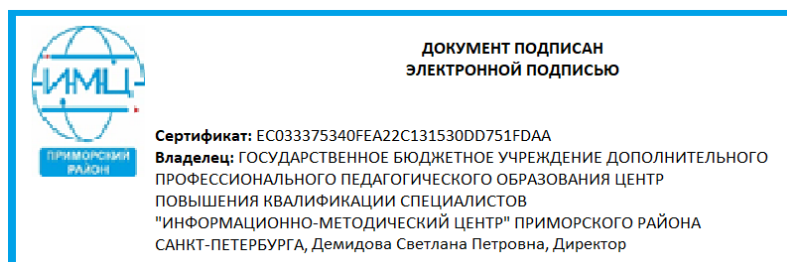 ДОКУМЕНТ ПОДПИСАН
ЭЛЕКТРОННОЙ ПОДПИСЬЮ
ИМЦ
ПРИМОРСКИЙ
РАЙОН
Сертификат: EC033375340FEA22C131530DD751FDAA
Владелец: ГОСУДАРСТВЕННОЕ БЮДЖЕТНОЕ УЧРЕЖДЕНИЕ ДОПОЛНИТЕЛЬНОГО
ПРОФЕССИОНАЛЬНОГО ПЕДАГОГИЧЕСКОГО ОБРАЗОВАНИЯ ЦЕНТР
ПОВЫШЕНИЯ КВАЛИФИКАЦИИ СПЕЦИАЛИСТОВ
"ИНФОРМАЦИОННО-МЕТОДИЧЕСКИЙ ЦЕНТР" ПРИМОРСКОГО РАЙОНА
САНКТ-ПЕТЕРБУРГА, Демидова Светлана Петровна, Директор